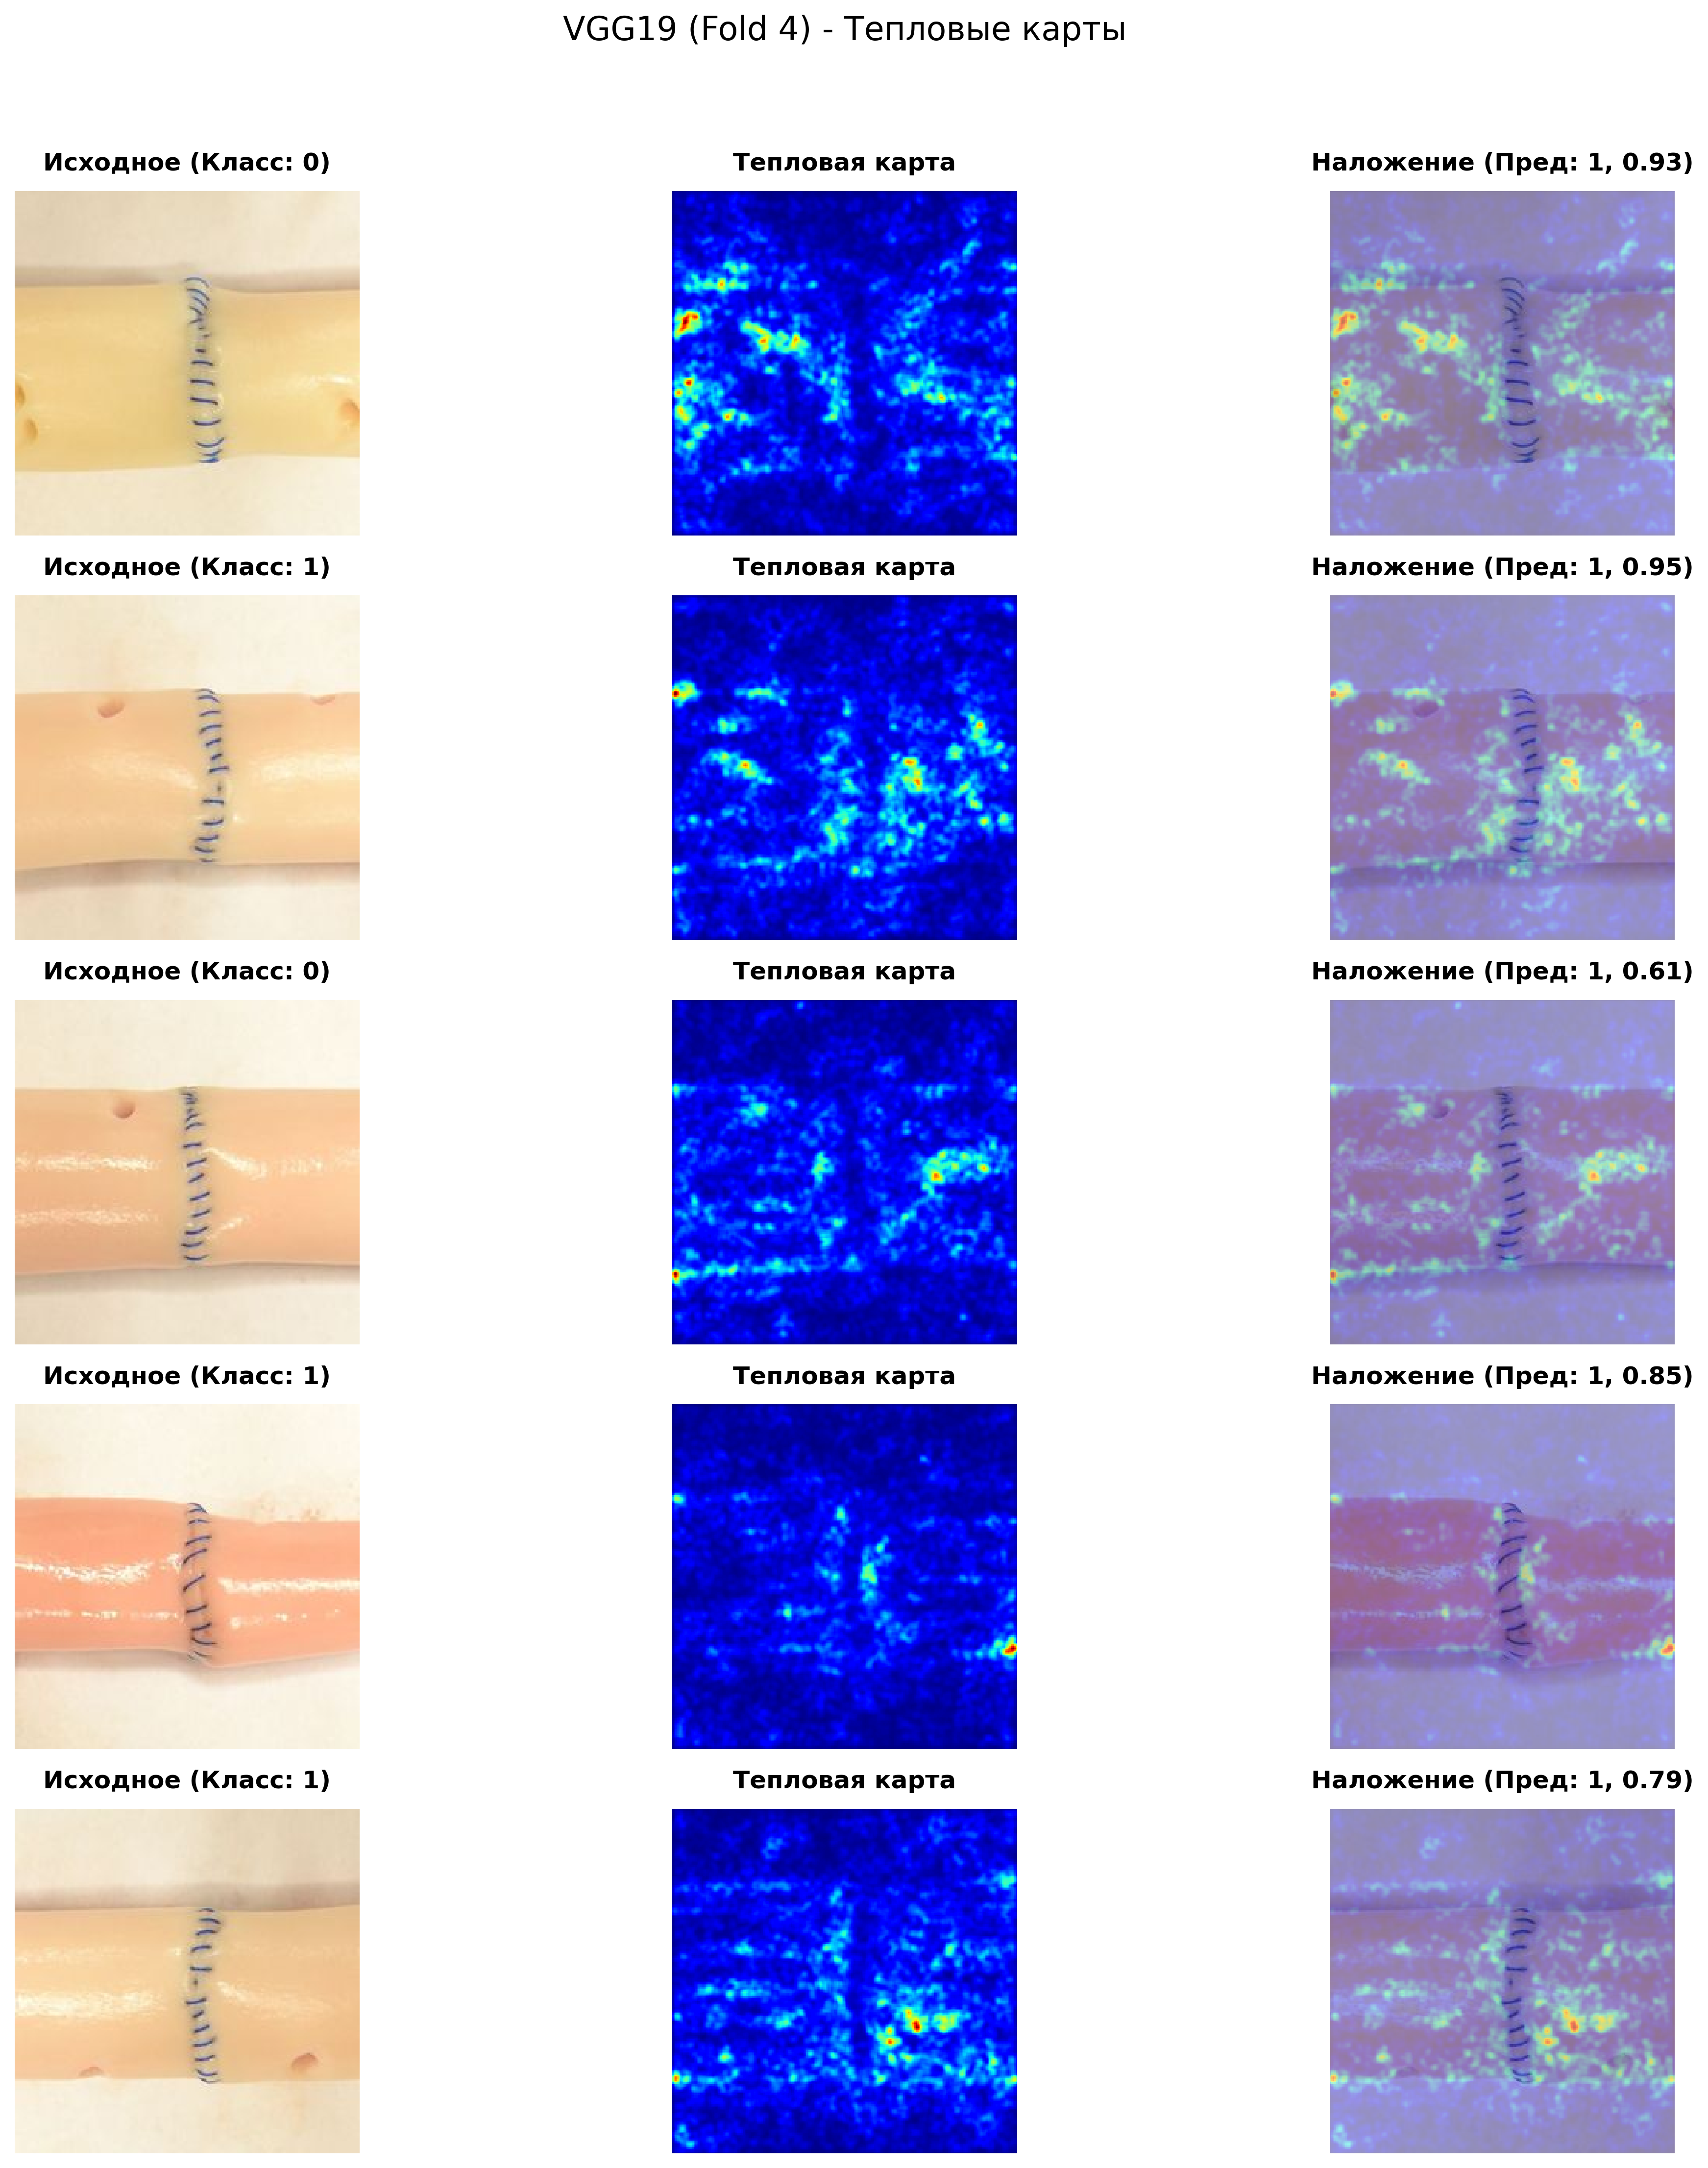 VGG19 (Fold 4) - Тепловые карты
Исходное (Класс: 0) Тепловая карта Наложение (Пред: 1, 0.93)
Исходное (Класс: 1) Тепловая карта Наложение (Пред: 1, 0.95)
Исходное (Класс: 0) Тепловая карта Наложение (Пред: 1, 0.61)
Исходное (Класс: 1) Тепловая карта Наложение (Пред: 1, 0.85)
Исходное (Класс: 1) Тепловая карта Наложение (Пред: 1, 0.79)